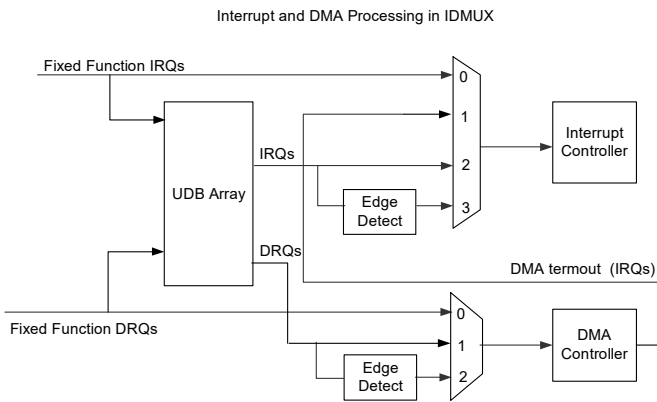 Interrupt and DMA Processing in IDMUX
Fixed Function IRQs
0
1
IRQs
2
UDB Array
Edge
Detect
3
Interrupt
Controller
DRQs
DMA termout (IRQs)
Fixed Function DRQs
0
1
Edge
Detect
2
DMA
Controller